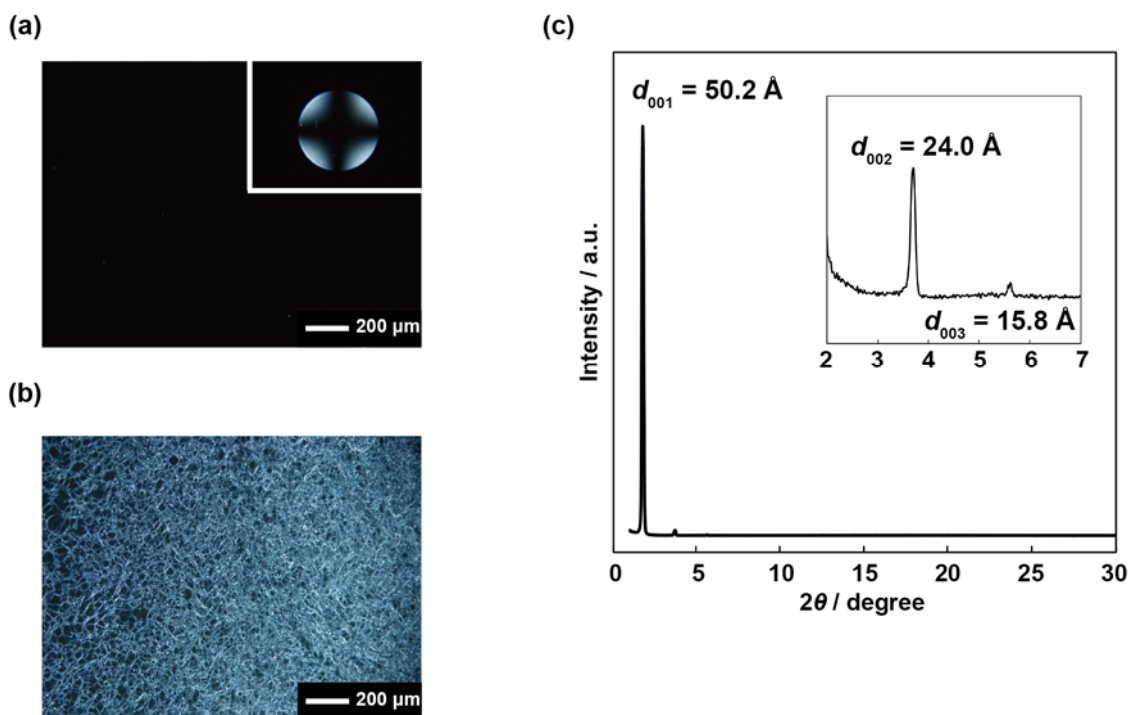 (a)
200 µm
(b)
200 µm
(c)
d001 = 50.2 Å
d002 = 24.0 Å
d003 = 15.8 Å
2 3 4 5 6 7
Intensity / a.u.
0 5 10 15 20 25 30
2θ / degree